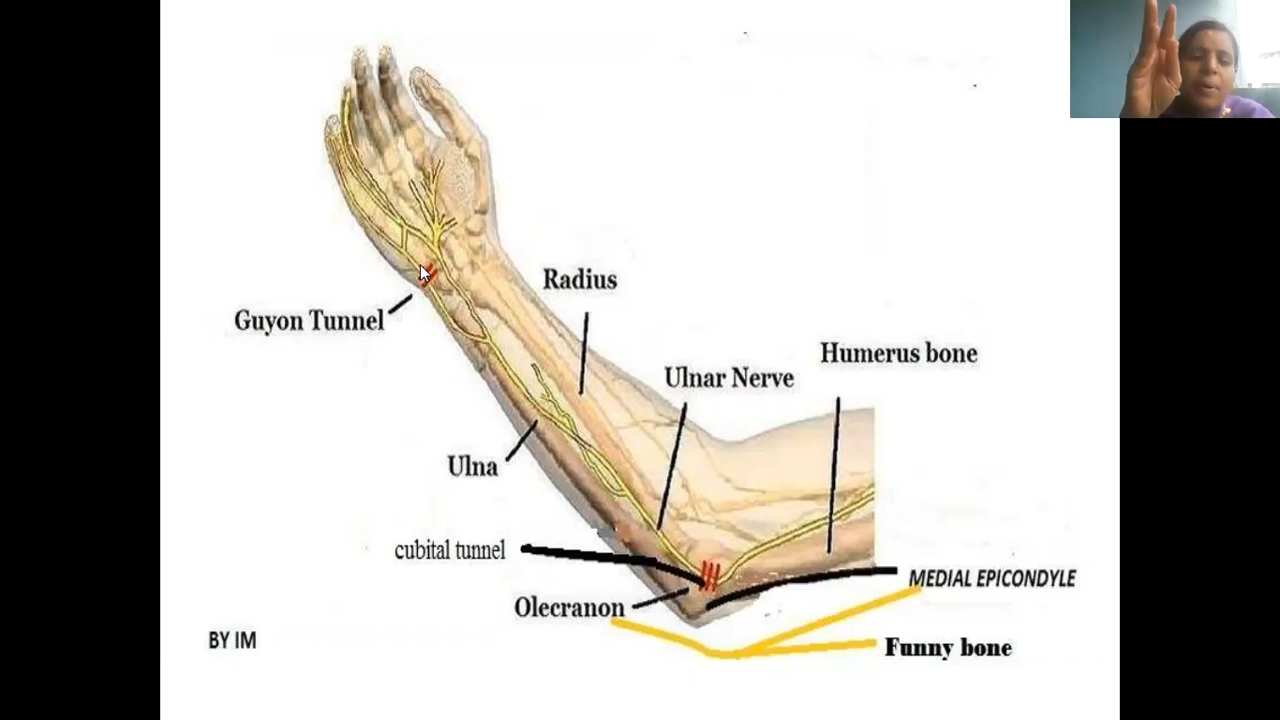 Radius
Guyon Tunnel
Humerus bone
Ulnar Nerve
Ulna
cubital tunnel
MEDIAL EPICONDYLE
Olecranon
BY IM
Funny bone